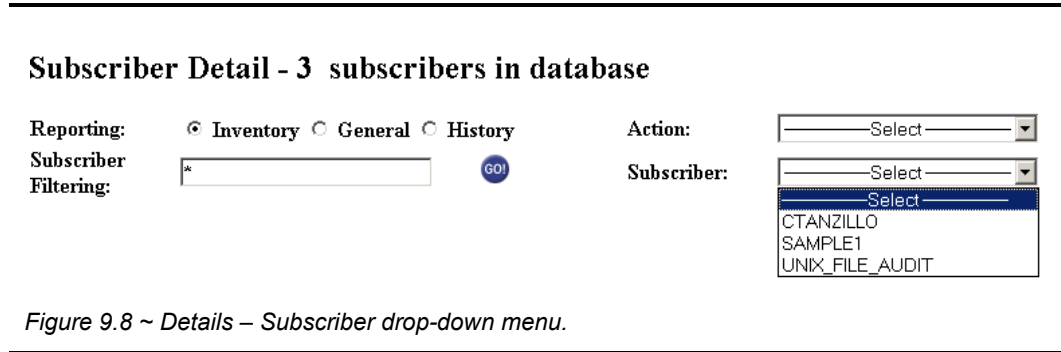 Subscriber Detail - 3 subscribers in database
Reporting: Inventory General History Action: Select
Subscriber Filtering: * GO! Subscriber: Select
Select
CTANZILLO
SAMPLE1
UNIX_FILE_AUDIT
Figure 9.8 ~ Details – Subscriber drop-down menu.